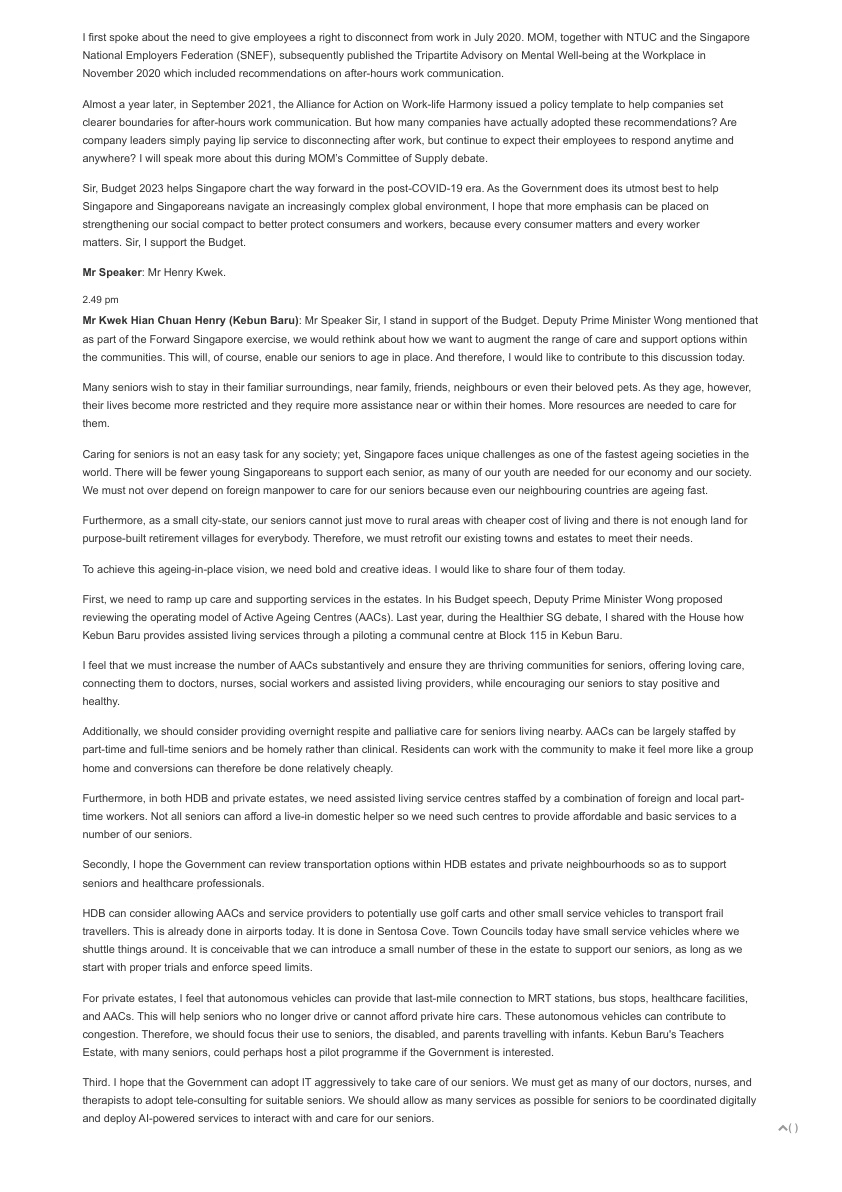 I first spoke about the need to give employees a right to disconnect from work in July 2020. MOM, together with NTUC and the Singapore
National Employers Federation (SNEF), subsequently published the Tripartite Advisory on Mental Well-being at the Workplace in
November 2020 which included recommendations on after-hours work communication.
Almost a year later, in September 2021, the Alliance for Action on Work-life Harmony issued a policy template to help companies set
clearer boundaries for after-hours work communication. But how many companies have actually adopted these recommendations? Are
company leaders simply paying lip service to disconnecting after work, but continue to expect their employees to respond anytime and
anywhere? I will speak more about this during MOM's Committee of Supply debate.
Sir, Budget 2023 helps Singapore chart the way forward in the post-COVID-19 era. As the Government does its utmost best to help
Singapore and Singaporeans navigate an increasingly complex global environment, I hope that more emphasis can be placed on
strengthening our social compact to better protect consumers and workers, because every consumer matters and every worker
matters. Sir, I support the Budget.
Mr Speaker: Mr Henry Kwek.
2.49 pm
Mr Kwek Hian Chuan Henry (Kebun Baru): Mr Speaker Sir, I stand in support of the Budget. Deputy Prime Minister Wong mentioned that
as part of the Forward Singapore exercise, we would rethink about how we want to augment the range of care and support options within
the communities. This will, of course, enable our seniors to age in place. And therefore, I would like to contribute to this discussion today.
Many seniors wish to stay in their familiar surroundings, near family, friends, neighbours or even their beloved pets. As they age, however,
their lives become more restricted and they require more assistance near or within their homes. More resources are needed to care for
them.
Caring for seniors is not an easy task for any society; yet, Singapore faces unique challenges as one of the fastest ageing societies in the
world. There will be fewer young Singaporeans to support each senior, as many of our youth are needed for our economy and our society.
We must not over depend on foreign manpower to care for our seniors because even our neighbouring countries are ageing fast.
Furthermore, as a small city-state, our seniors cannot just move to rural areas with cheaper cost of living and there is not enough land for
purpose-built retirement villages for everybody. Therefore, we must retrofit our existing towns and estates to meet their needs.
To achieve this ageing-in-place vision, we need bold and creative ideas. I would like to share four of them today.
First, we need to ramp up care and supporting services in the estates. In his Budget speech, Deputy Prime Minister Wong proposed
reviewing the operating model of Active Ageing Centres (AACs). Last year, during the Healthier SG debate, I shared with the House how
Kebun Baru provides assisted living services through a piloting a communal centre at Block 115 in Kebun Baru.
I feel that we must increase the number of AACs substantively and ensure they are thriving communities for seniors, offering loving care,
connecting them to doctors, nurses, social workers and assisted living providers, while encouraging our seniors to stay positive and
healthy.
Additionally, we should consider providing overnight respite and palliative care for seniors living nearby. AACs can be largely staffed by
part-time and full-time seniors and be homely rather than clinical. Residents can work with the community to make it feel more like a group
home and conversions can therefore be done relatively cheaply.
Furthermore, in both HDB and private estates, we need assisted living service centres staffed by a combination of foreign and local part-
time workers. Not all seniors can afford a live-in domestic helper so we need such centres to provide affordable and basic services to a
number of our seniors.
Secondly, I hope the Government can review transportation options within HDB estates and private neighbourhoods so as to support
seniors and healthcare professionals.
HDB can consider allowing AACs and service providers to potentially use golf carts and other small service vehicles to transport frail
travellers. This is already done in airports today. It is done in Sentosa Cove. Town Councils today have small service vehicles where we
shuttle things around. It is conceivable that we can introduce a small number of these in the estate to support our seniors, as long as we
start with proper trials and enforce speed limits.
For private estates, I feel that autonomous vehicles can provide that last-mile connection to MRT stations, bus stops, healthcare facilities,
and AACs. This will help seniors who no longer drive or cannot afford private hire cars. These autonomous vehicles can contribute to
congestion. Therefore, we should focus their use to seniors, the disabled, and parents travelling with infants. Kebun Baru's Teachers
Estate, with many seniors, could perhaps host a pilot programme if the Government is interested.
Third. I hope that the Government can adopt IT aggressively to take care of our seniors. We must get as many of our doctors, nurses, and
therapists to adopt tele-consulting for suitable seniors. We should allow as many services as possible for seniors to be coordinated digitally
and deploy AI-powered services to interact with and care for our seniors.
( )